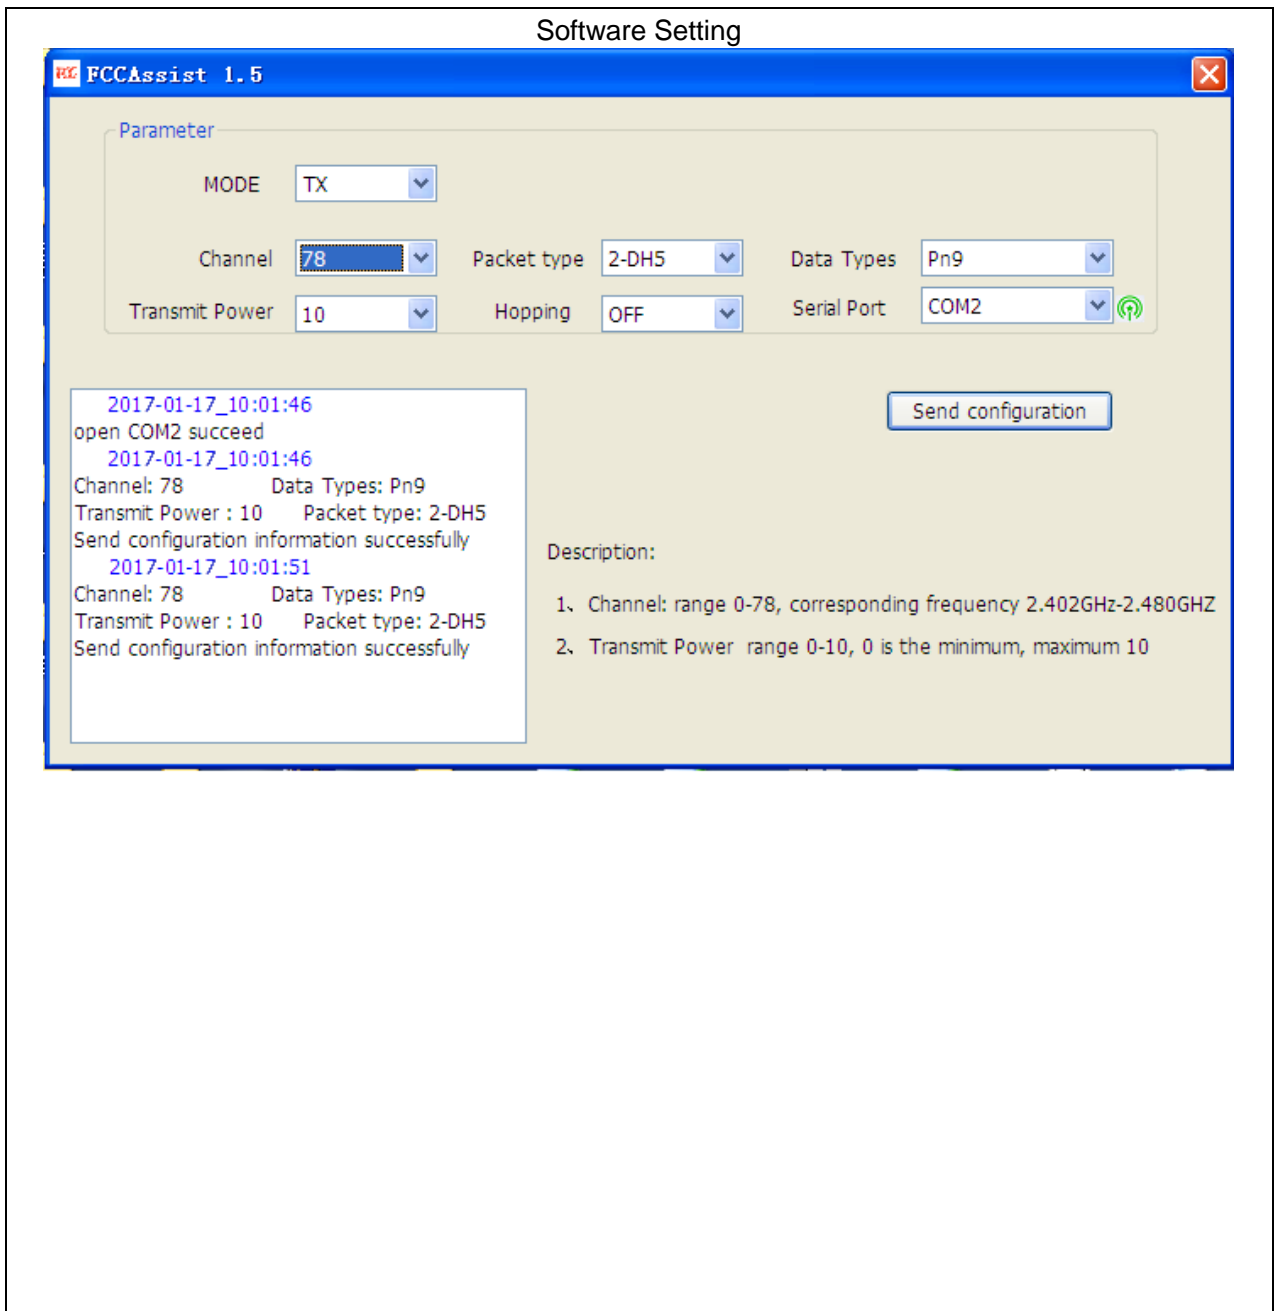 Software Setting
FCCAssist 1.5
Parameter
MODE TX
Channel 78 Packet type 2-DH5 Data Types Pn9
Transmit Power 10 Hopping OFF Serial Port COM2
2017-01-17_10:01:46
open COM2 succeed
2017-01-17_10:01:46
Channel: 78 Data Types: Pn9
Transmit Power : 10 Packet type: 2-DH5
Send configuration information successfully
2017-01-17_10:01:51
Channel: 78 Data Types: Pn9
Transmit Power : 10 Packet type: 2-DH5
Send configuration information successfully
Send configuration
Description:
1、Channel: range 0-78, corresponding frequency 2.402GHz-2.480GHZ
2、Transmit Power range 0-10, 0 is the minimum, maximum 10